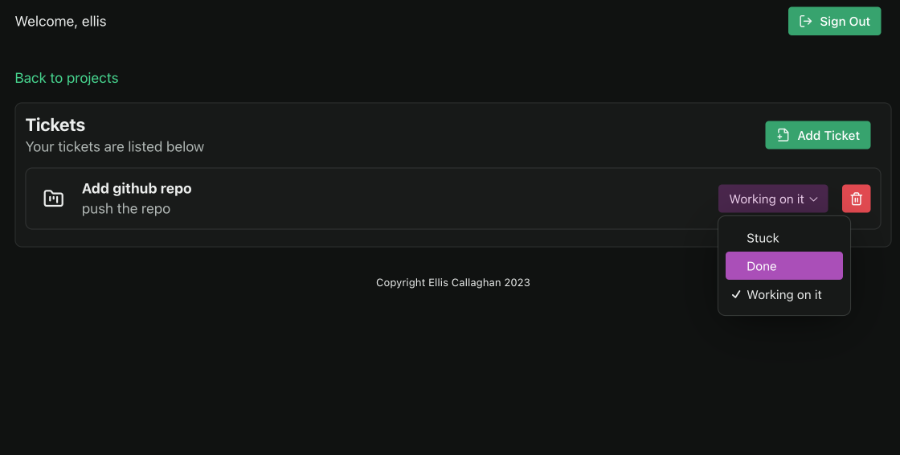 Welcome, ellis
Sign Out
Back to projects
Tickets
Your tickets are listed below
Add Ticket
Add github repo
push the repo
Working on it
Stuck
Done
Working on it
Copyright Ellis Callaghan 2023